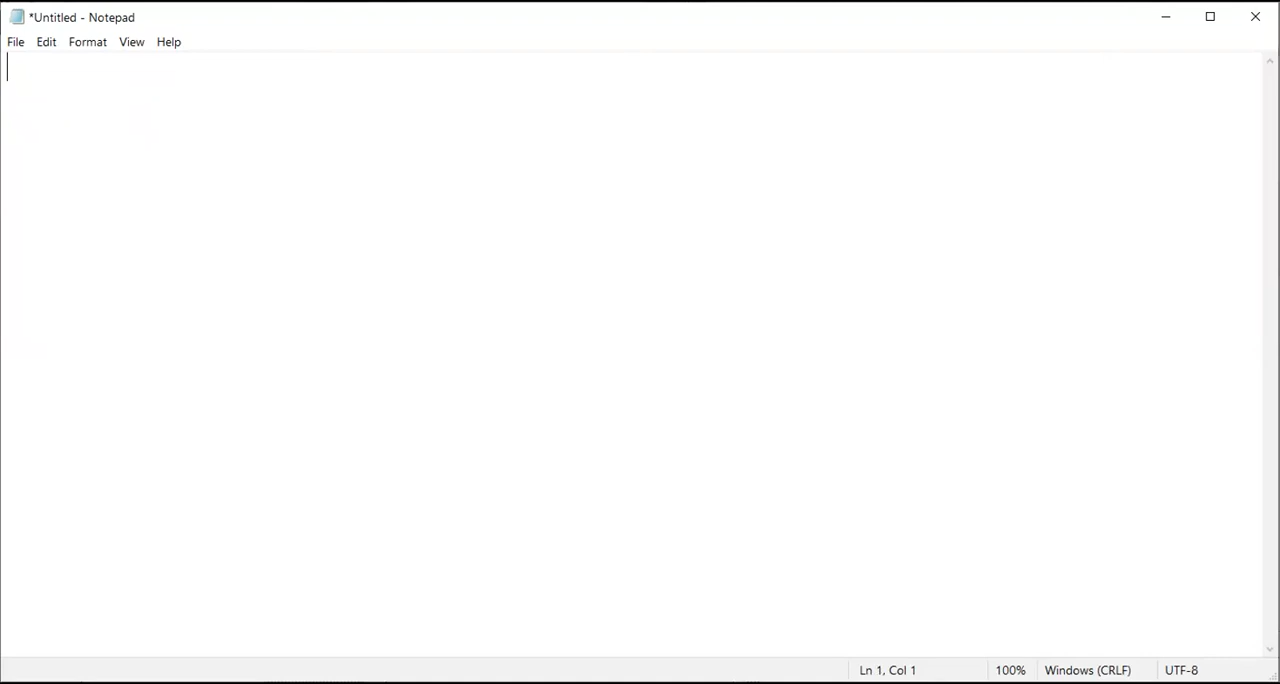 *Untitled - Notepad
File Edit Format View Help
Ln 1, Col 1 100% Windows (CRLF) UTF-8